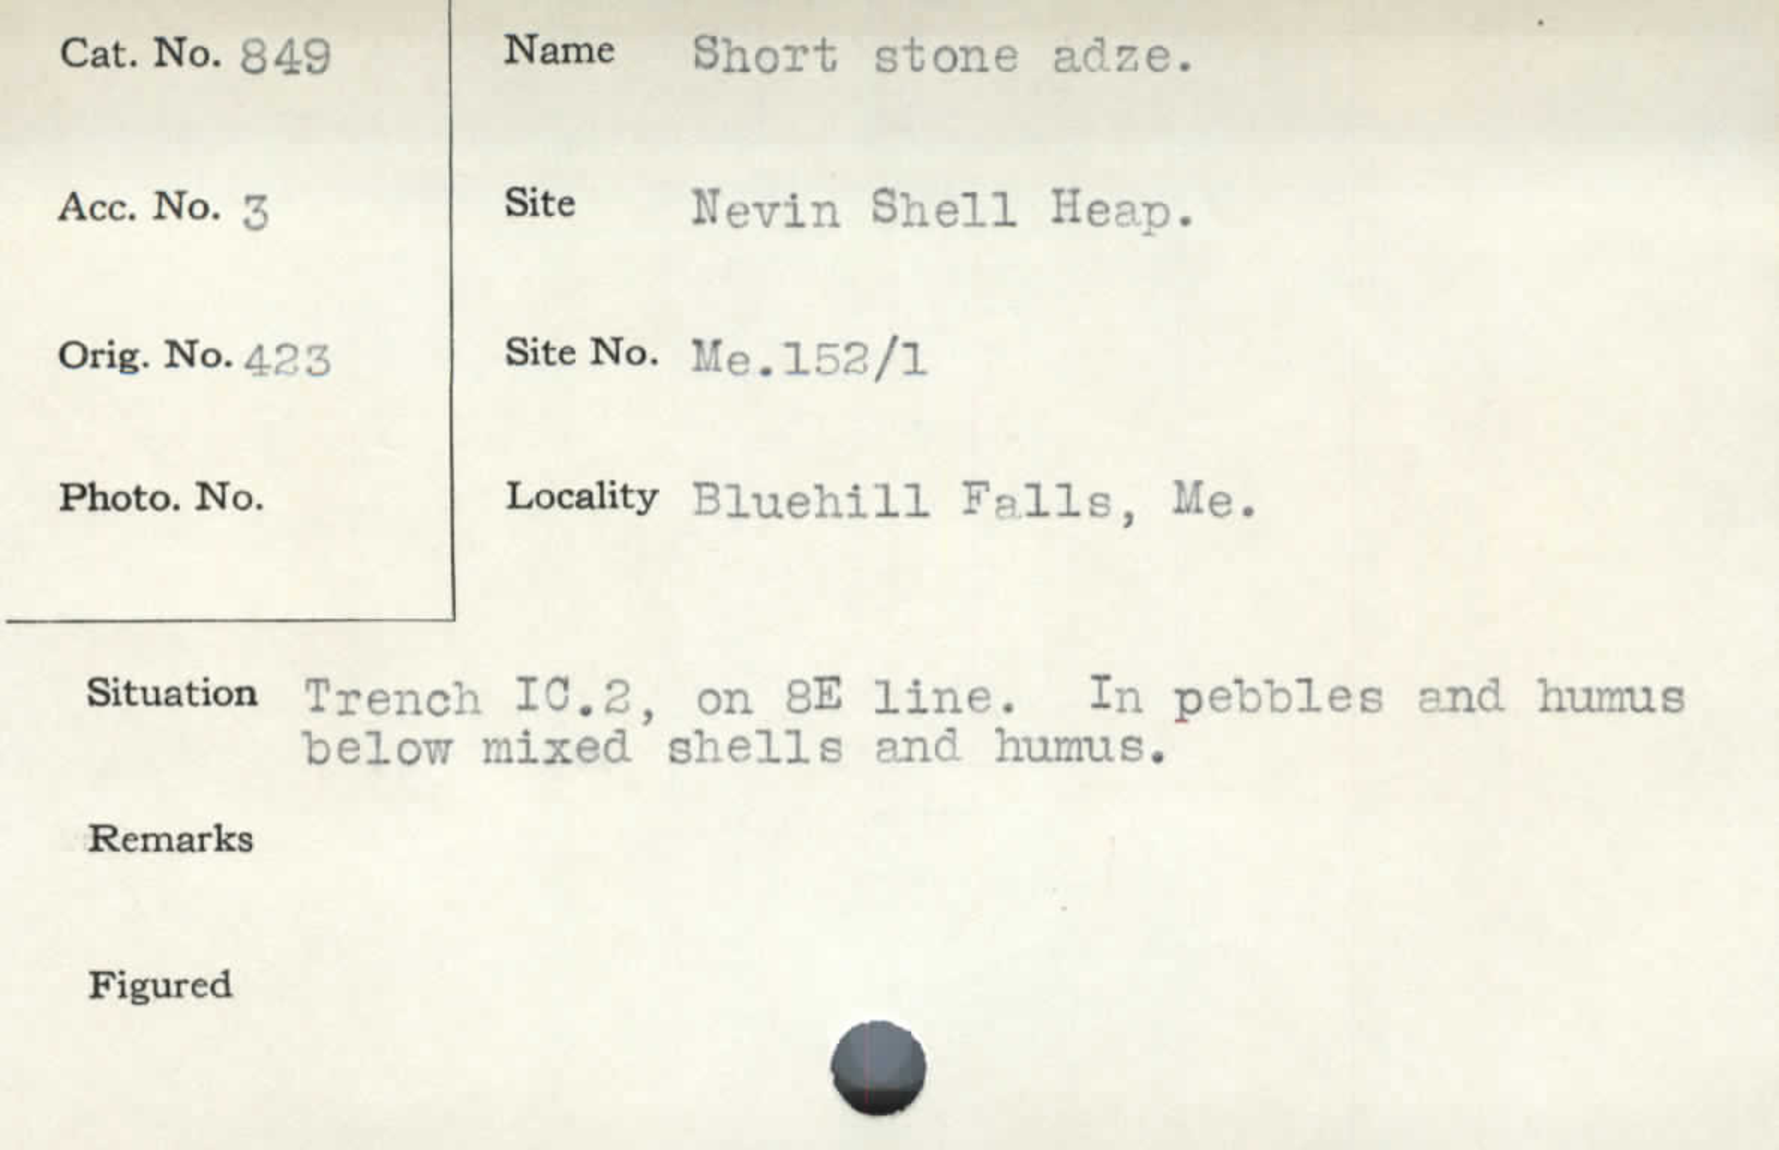 Cat. No. 849
Name Short stone adze.
Acc. No. 3
Site Nevin Shell Heap.
Orig. No. 423
Site No. Me.152/1
Photo. No.
Locality Bluehill Falls, Me.
Situation Trench IC.2, on 8E line. In pebbles and humus
below mixed shells and humus.
Remarks
Figured